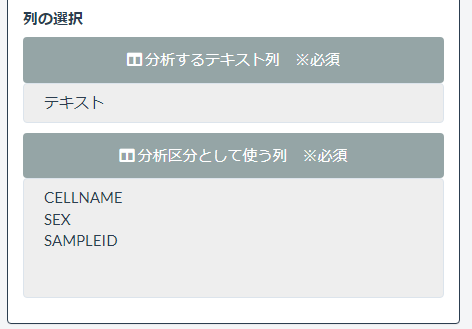 列の選択
分析するテキスト列　※必須
テキスト
分析区分として使う列　※必須
CELLNAME
SEX
SAMPLEID